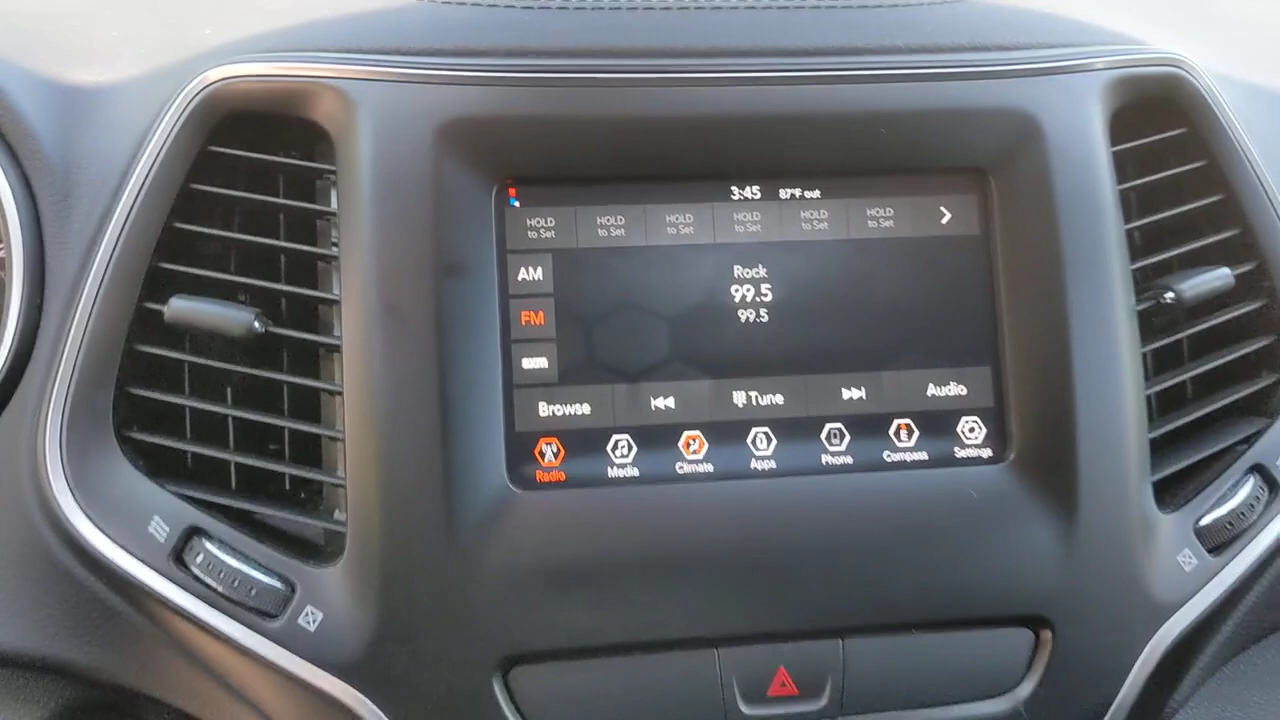 3:45 87°F out
HOLD to Set HOLD to Set HOLD to Set HOLD to Set HOLD to Set HOLD to Set
AM
Rock
99.5
FM
99.5
sxm
Browse Tune Audio
Radio Media Climate Apps Phone Compass Settings
E